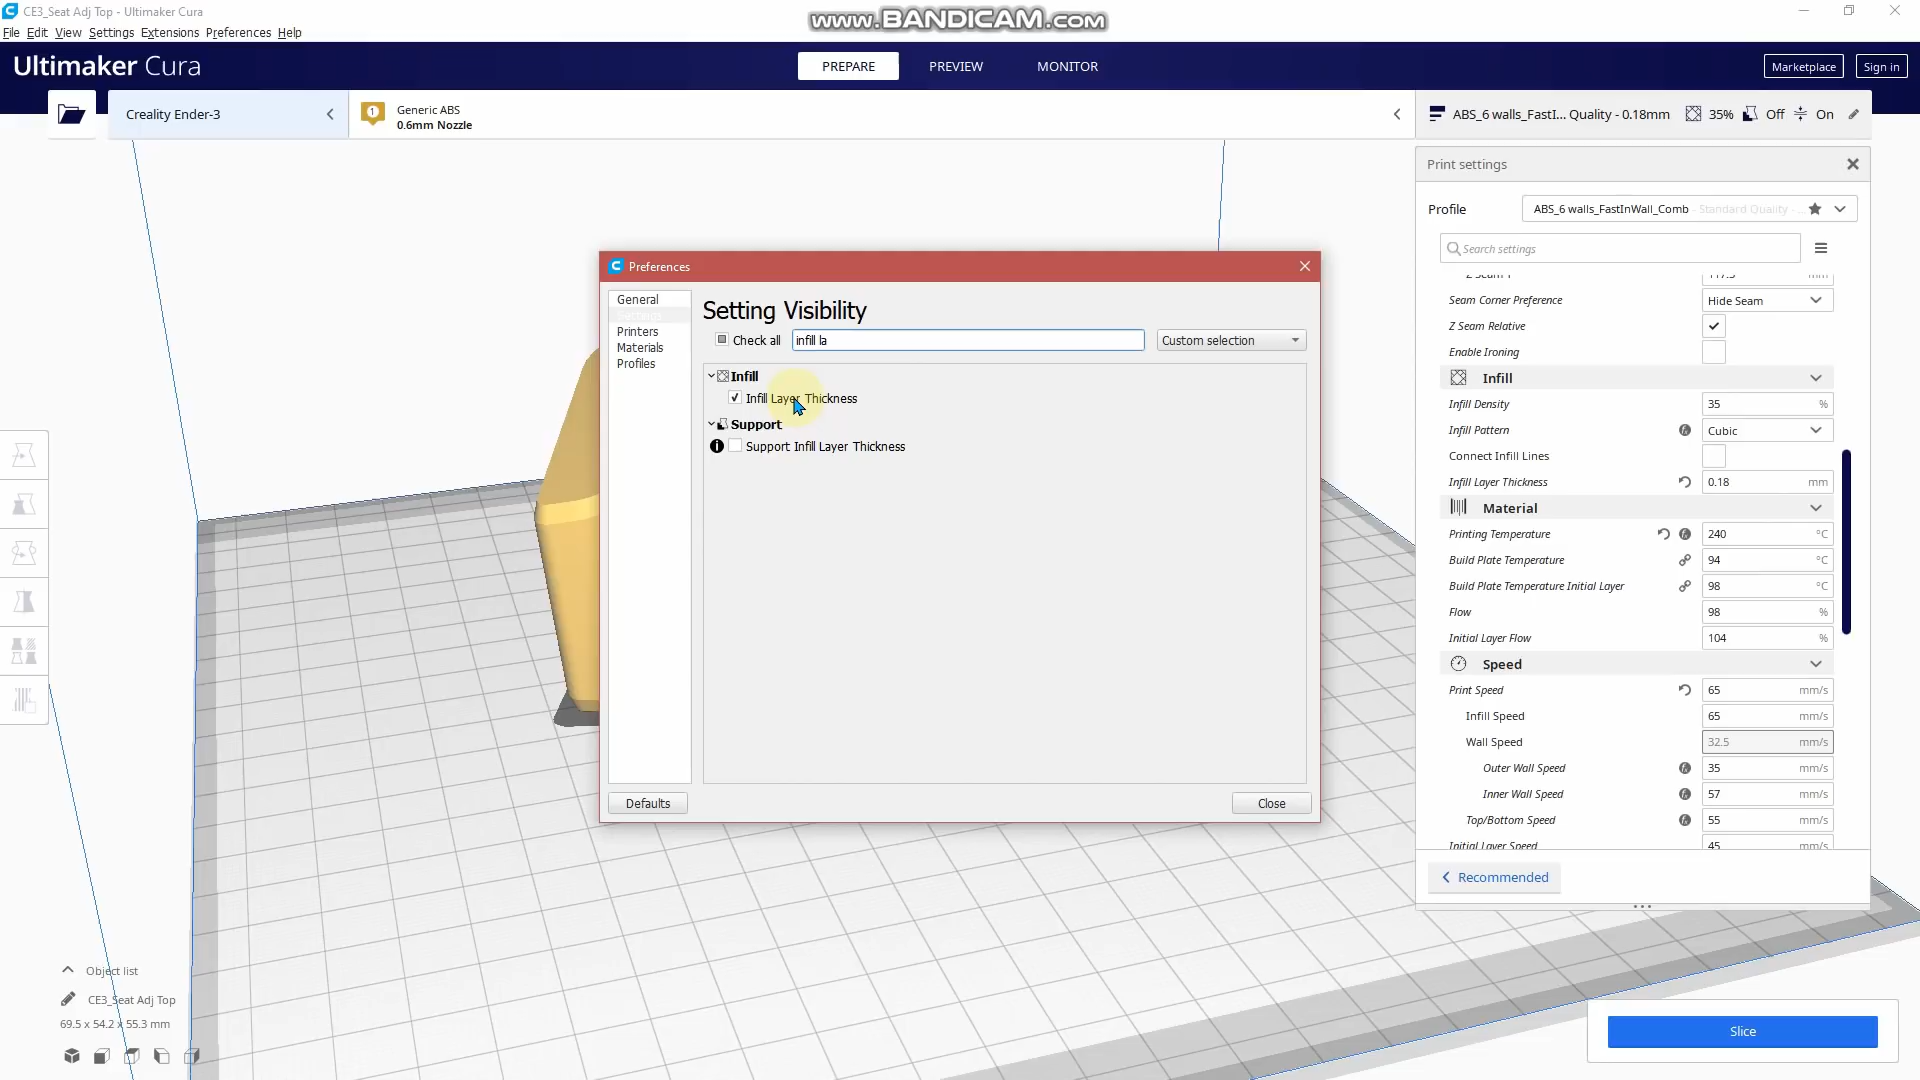 CE3_Seat Adj Top - Ultimaker Cura
www.BANDICAM.com
File Edit View Settings Extensions Preferences Help
Ultimaker Cura
PREPARE
PREVIEW
MONITOR
Marketplace
Sign in
Creality Ender-3
1
Generic ABS
0.6mm Nozzle
ABS_6 walls_FastI... Quality - 0.18mm
35%
Off
On
Print settings
Profile
ABS_6 walls_FastInWall_Comb - Standard Quality - ...
Search settings
Seam Corner Preference
Hide Seam
Z Seam Relative
Enable Ironing
Infill
Infill Density
35 %
Infill Pattern
Cubic
Connect Infill Lines
Infill Layer Thickness
0.18 mm
Material
Printing Temperature
240 °C
Build Plate Temperature
94 °C
Build Plate Temperature Initial Layer
98 °C
Flow
98 %
Initial Layer Flow
104 %
Speed
Print Speed
65 mm/s
Infill Speed
65 mm/s
Wall Speed
32.5 mm/s
Outer Wall Speed
35 mm/s
Inner Wall Speed
57 mm/s
Top/Bottom Speed
55 mm/s
Initial Layer Speed
45 mm/s
Recommended
Preferences
General
Settings
Printers
Materials
Profiles
Setting Visibility
Check all
infill la
Custom selection
Infill
Infill Layer Thickness
Support
Support Infill Layer Thickness
Defaults
Close
Object list
CE3_Seat Adj Top
69.5 x 54.2 x 55.3 mm
Slice